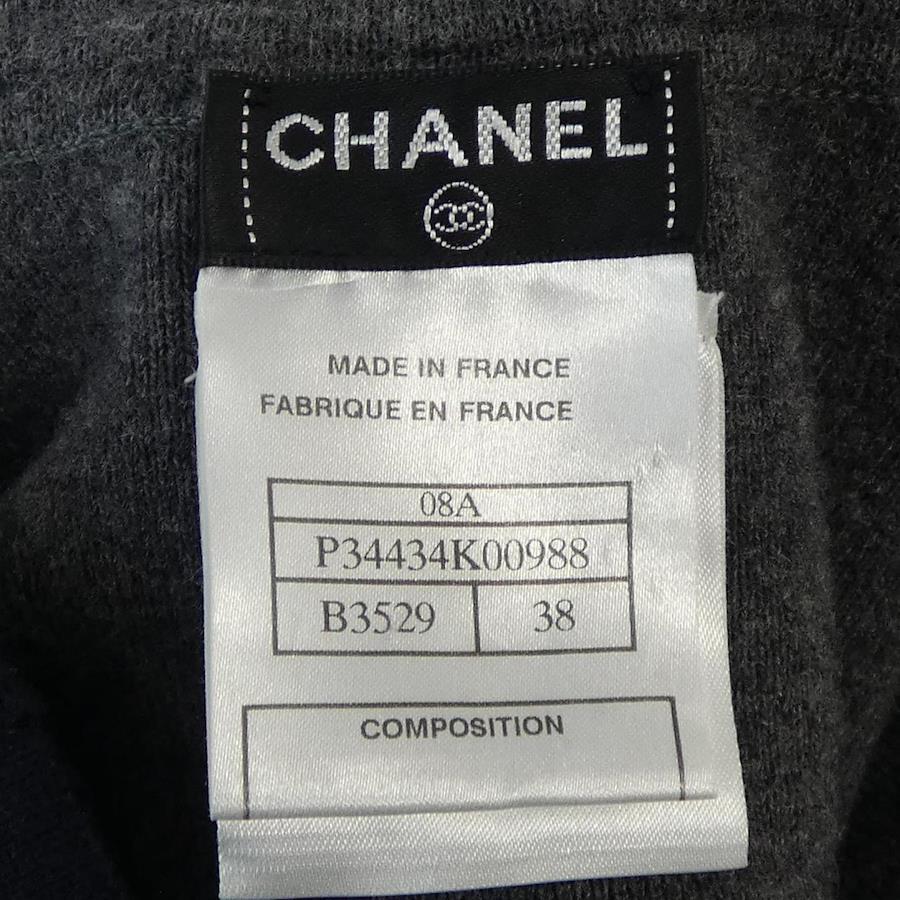 CHANEL
MADE IN FRANCE
FABRIQUE EN FRANCE
08A
P34434K00988
B3529 38
COMPOSITION